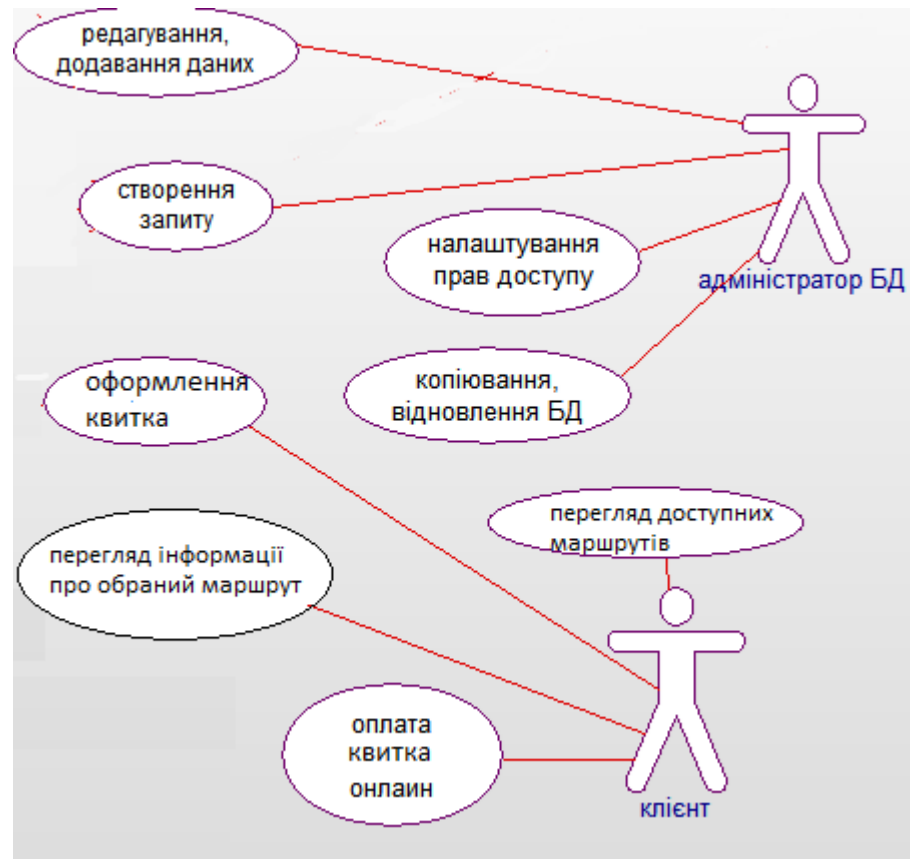 редагування,
додавання даних
створення
запиту
налаштування
прав доступу
адміністратор БД
оформлення
квитка
копіювання,
відновлення БД
перегляд доступних
маршрутів
перегляд інформації
про обраний маршрут
оплата
квитка
онлаин
клієнт